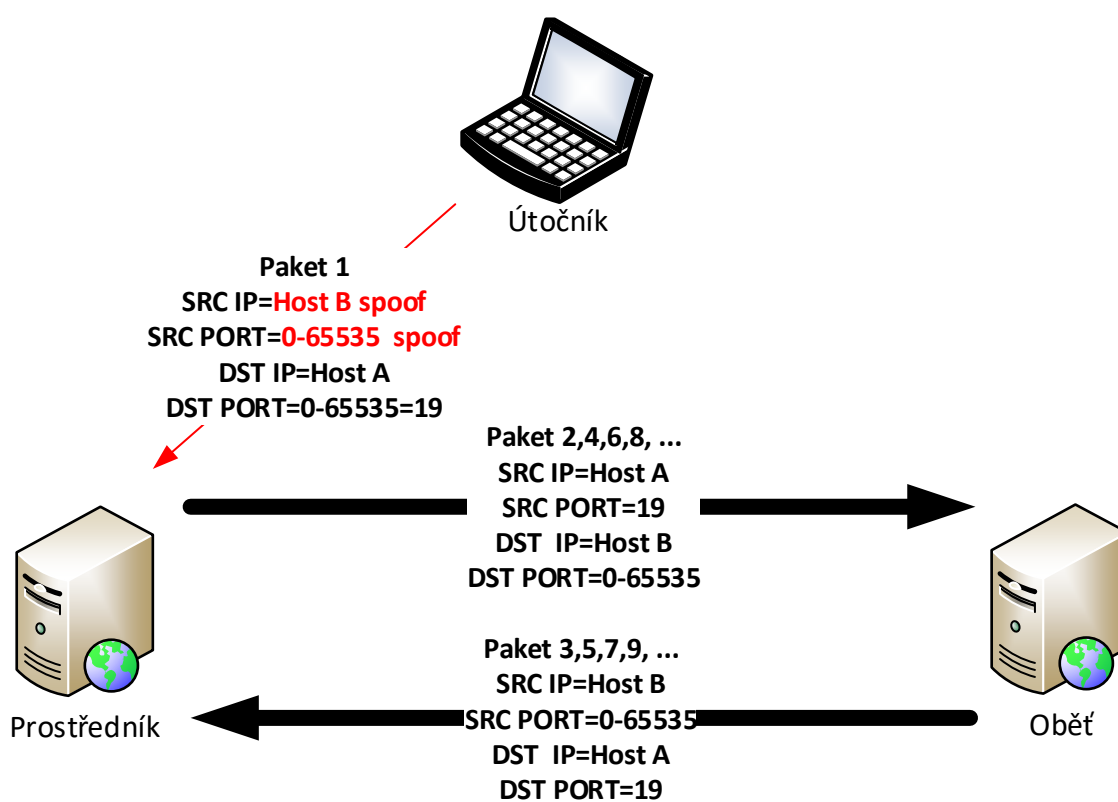 Útočník
Paket 1
SRC IP=Host B spoof
SRC PORT=0-65535 spoof
DST IP=Host A
DST PORT=0-65535=19
Paket 2,4,6,8, ...
SRC IP=Host A
SRC PORT=19
DST IP=Host B
DST PORT=0-65535
Prostředník
Paket 3,5,7,9, ...
SRC IP=Host B
SRC PORT=0-65535
DST IP=Host A
DST PORT=19
Oběť